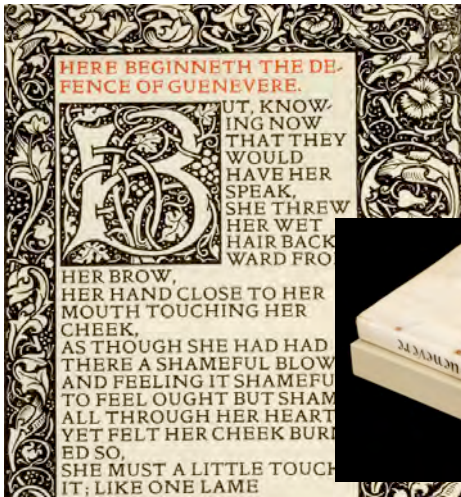 HERE BEGINNETH THE DE-
FENCE OF GUENEVERE.
BUT, KNOW-
ING NOW
THAT THEY
WOULD
HAVE HER
SPEAK,
SHE THREW
HER WET
HAIR BACK
WARD FRO
HER BROW,
HER HAND CLOSE TO HER
MOUTH TOUCHING HER
CHEEK,
AS THOUGH SHE HAD HAD
THERE A SHAMEFUL BLOW
AND FEELING IT SHAMEFU
TO FEEL OUGHT BUT SHAM
ALL THROUGH HER HEART
YET FELT HER CHEEK BURN
ED SO,
SHE MUST A LITTLE TOUCH
IT; LIKE ONE LAME
uenevere